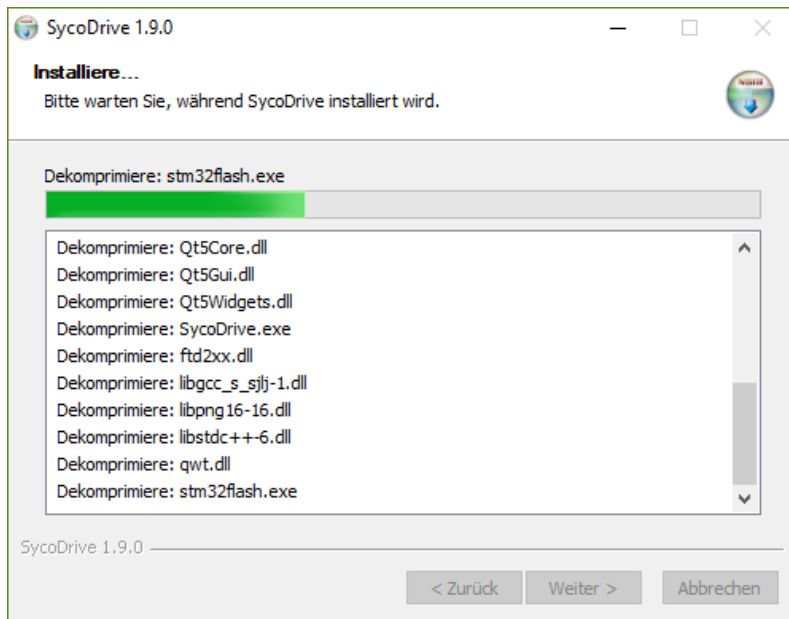 SycoDrive 1.9.0
Installiere...
Bitte warten Sie, während SycoDrive installiert wird.
Dekomprimiere: stm32flash.exe
Dekomprimiere: Qt5Core.dll
Dekomprimiere: Qt5Gui.dll
Dekomprimiere: Qt5Widgets.dll
Dekomprimiere: SycoDrive.exe
Dekomprimiere: ftd2xx.dll
Dekomprimiere: libgcc_s_sjlj-1.dll
Dekomprimiere: libpng16-16.dll
Dekomprimiere: libstdc++-6.dll
Dekomprimiere: qwt.dll
Dekomprimiere: stm32flash.exe
SycoDrive 1.9.0
< Zurück Weiter > Abbrechen